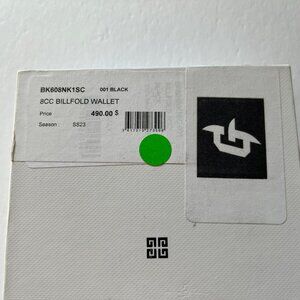 BK608NK1SC 001 BLACK
8CC BILLFOLD WALLET
Price 490.00 $
Season : SS23